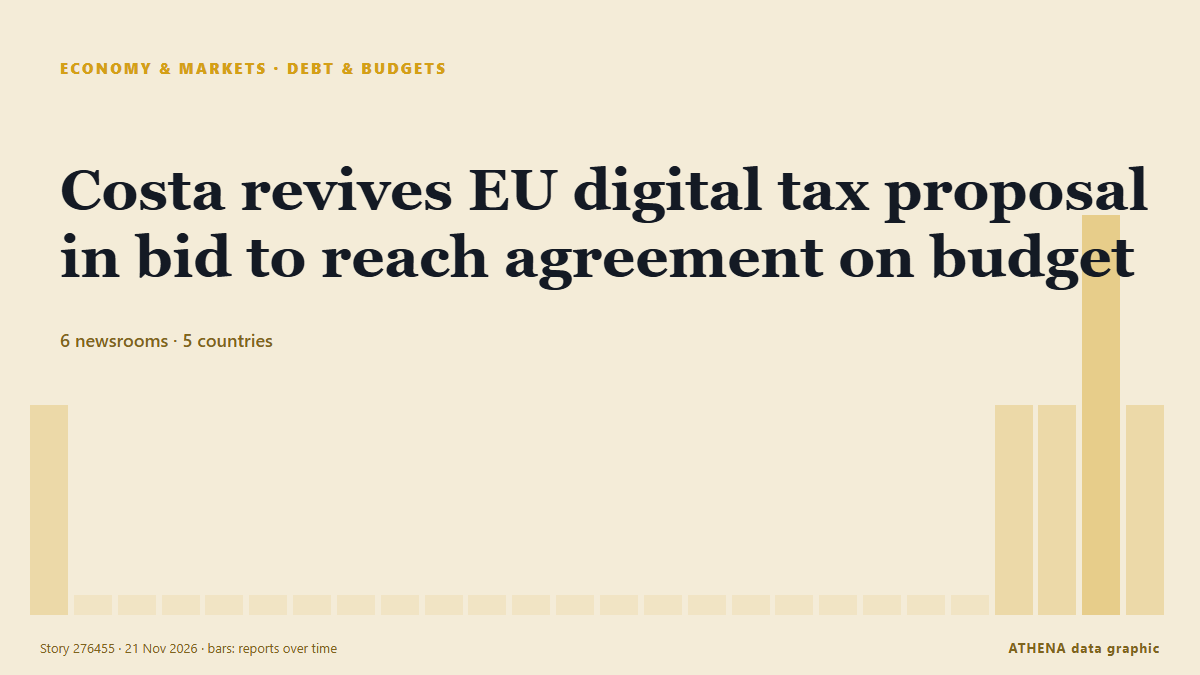 ECONOMY & MARKETS · DEBT & BUDGETS
Costa revives EU digital tax proposal
in bid to reach agreement on budget
6 newsrooms · 5 countries
Story 276455 · 21 Nov 2026 · bars: reports over time
ATHENA data graphic